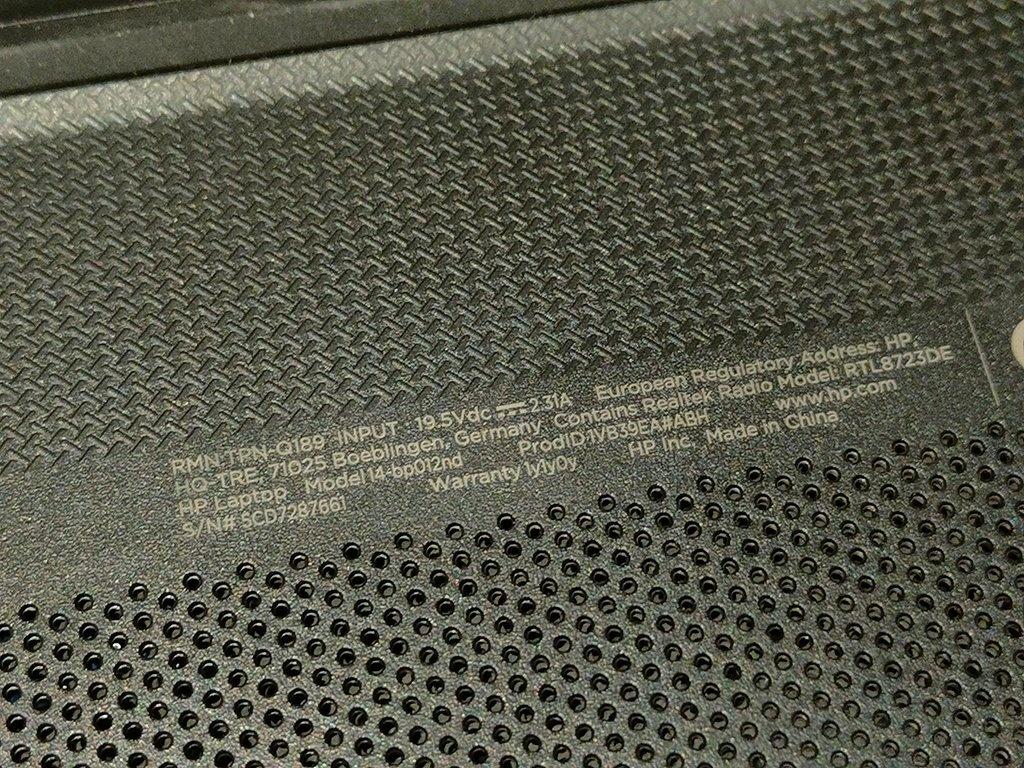 RMN TPN-Q189 INPUT 19.5Vdc ⎓ 2.31A European Regulatory Address: HP,
HQ-TRE, 71025 Boeblingen, Germany Contains Realtek Radio Model: RTL8723DE
HP Laptop Model 14-bp012nd ProdID 1VB39EA#ABH www.hp.com
S/N# 5CD7287661 Warranty 1y1y0y HP Inc Made in China